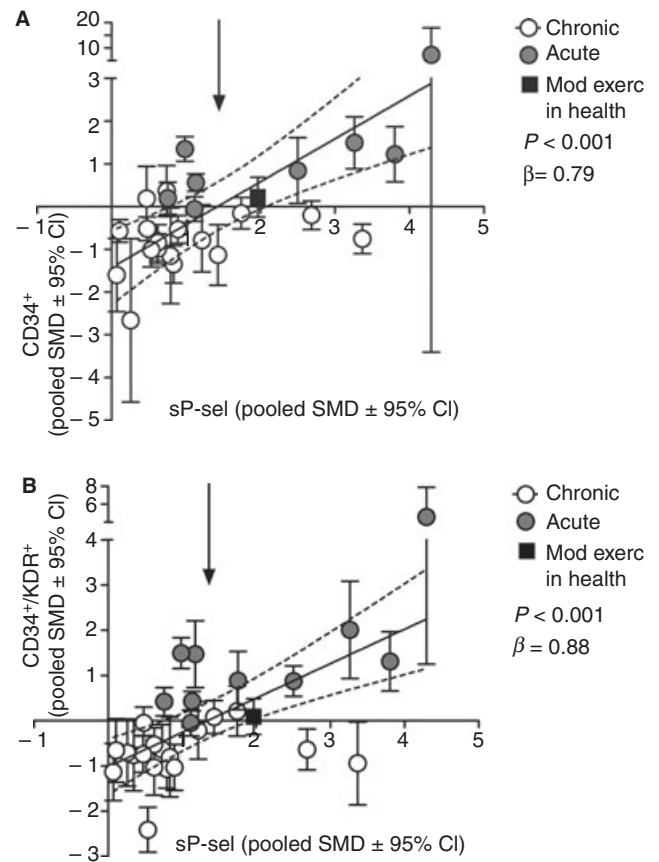 A
20
10
3
2
1
– 1
1
2
3
4
5
– 1
– 2
– 3
– 4
– 5
CD34+
(pooled SMD ± 95% CI)
sP-sel (pooled SMD ± 95% CI)
Chronic
Acute
Mod exerc
in health
P < 0.001
β= 0.79
B
8
6
4
3
2
1
– 1
1
2
3
4
5
– 1
– 2
– 3
CD34+/KDR+
(pooled SMD ± 95% CI)
sP-sel (pooled SMD ± 95% CI)
Chronic
Acute
Mod exerc
in health
P < 0.001
β = 0.88